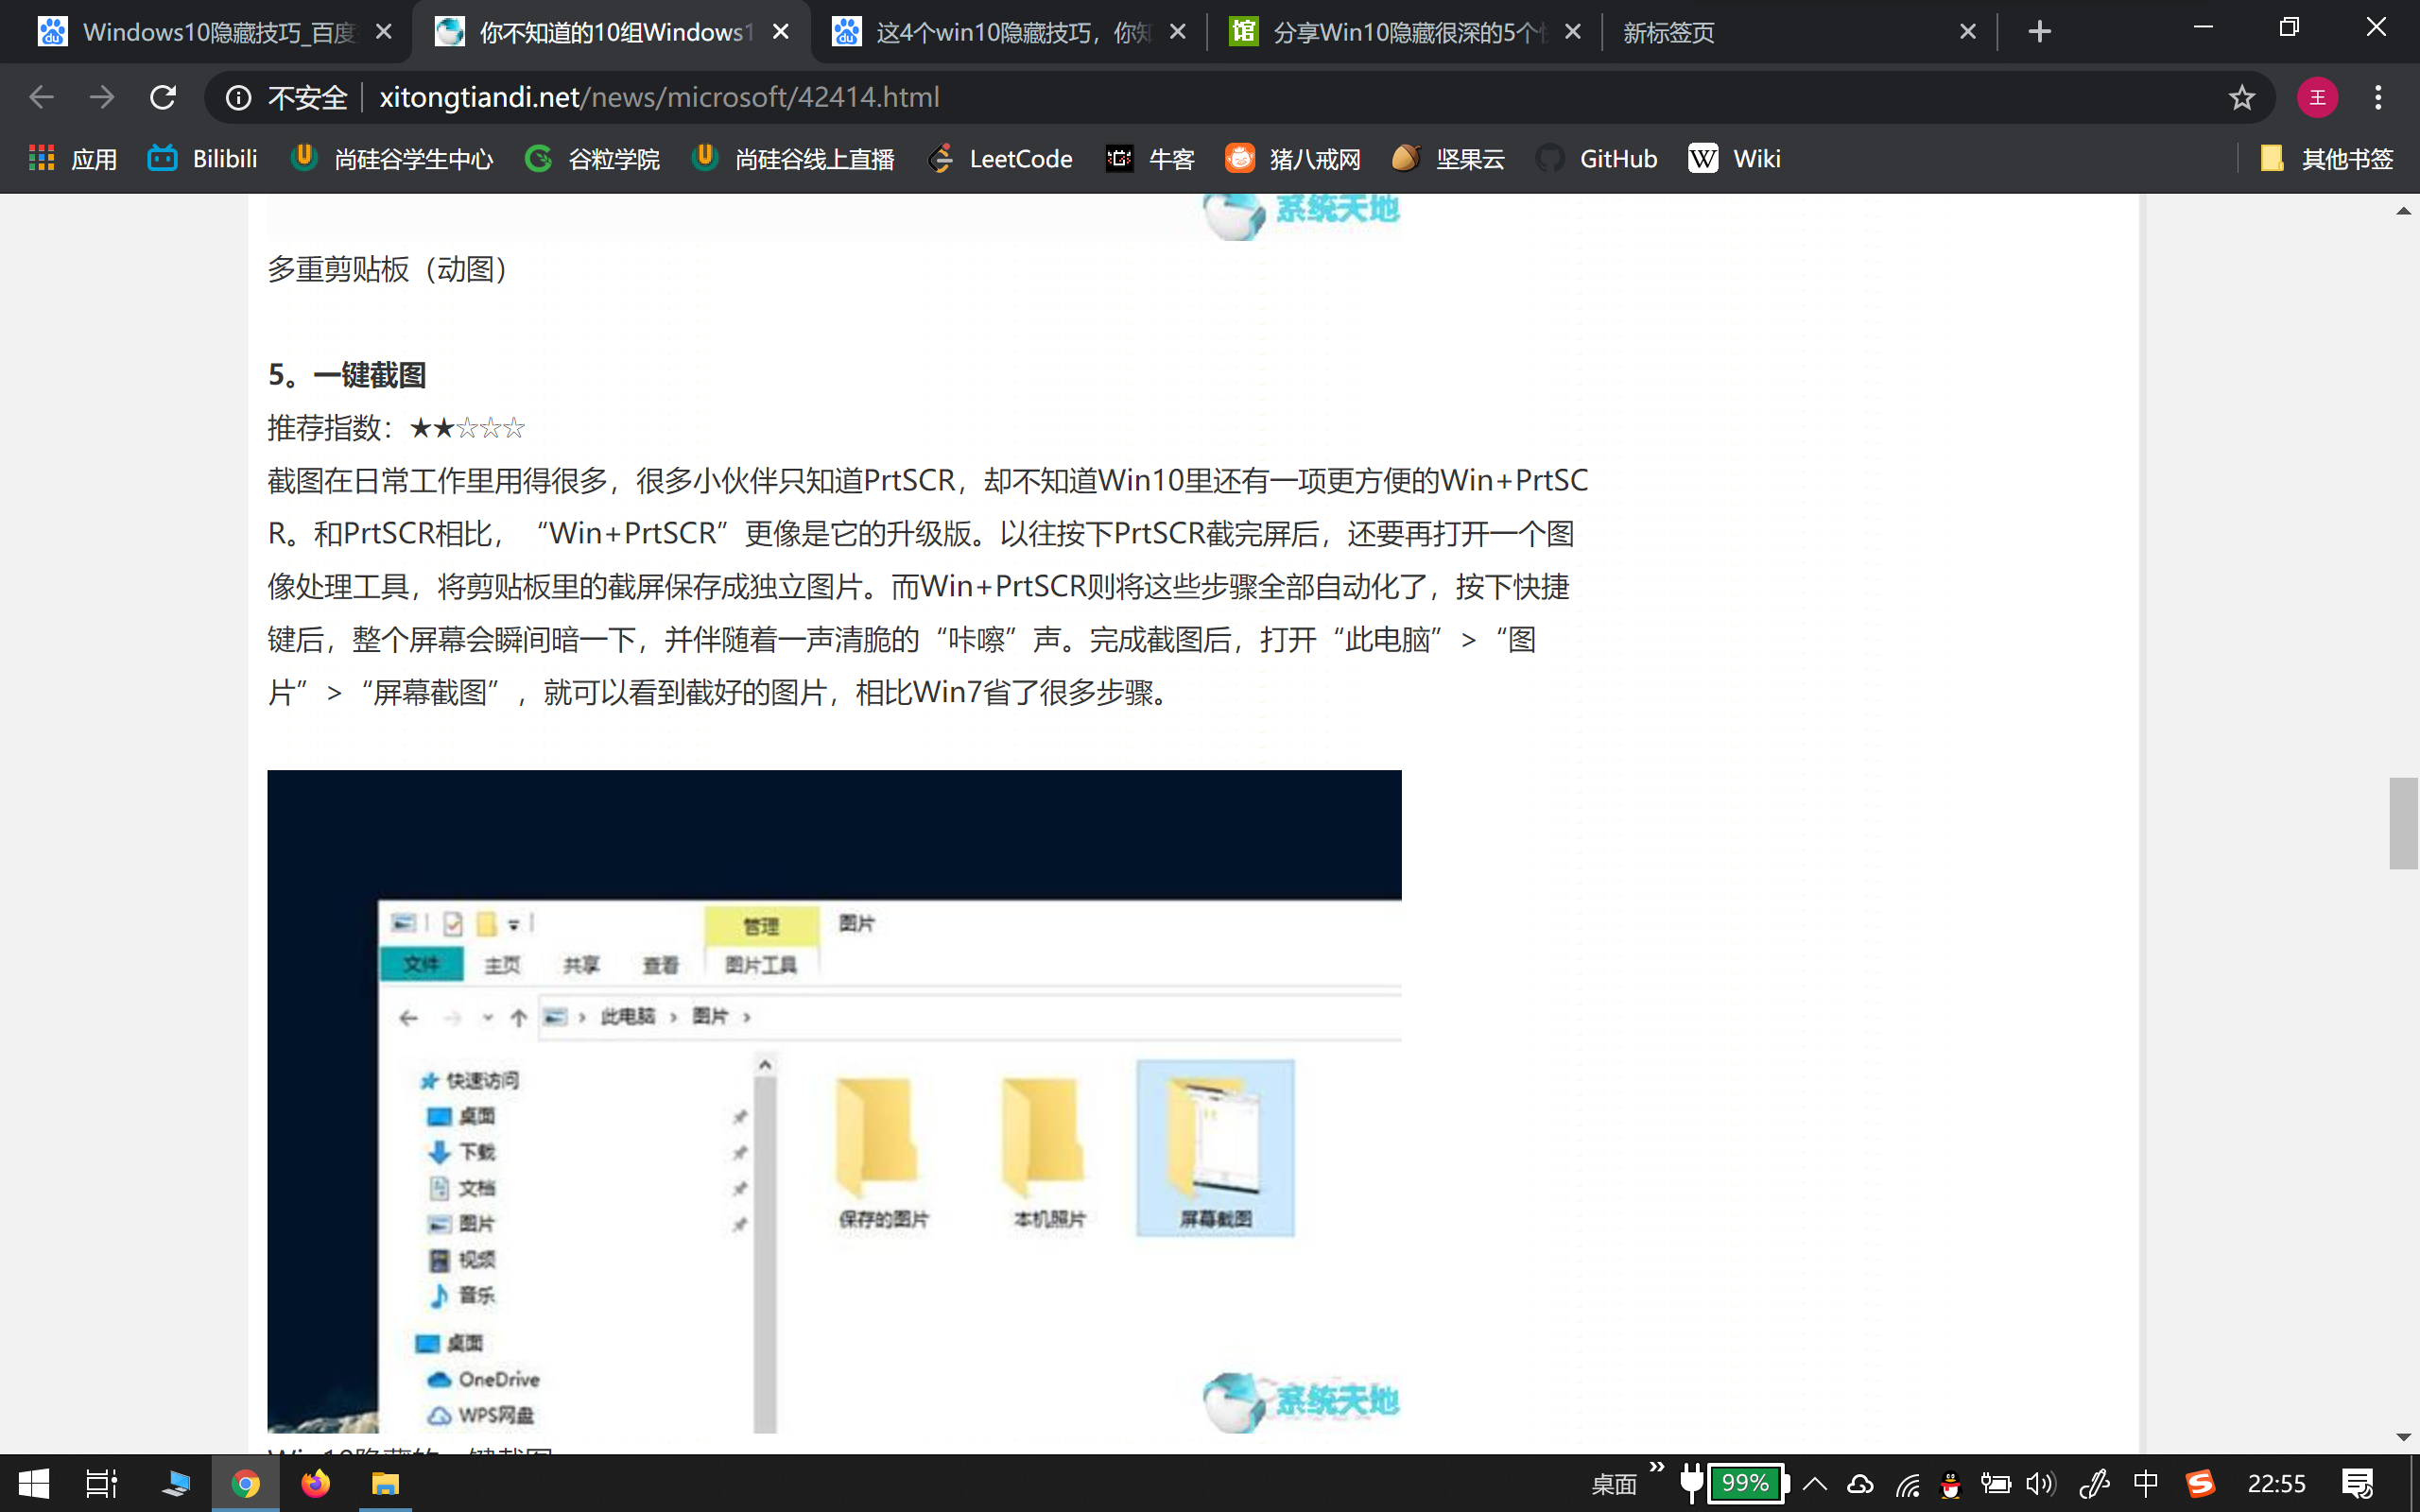 Windows10隐藏技巧_百度
你不知道的10组Windows1
这4个win10隐藏技巧，你知
馆
分享Win10隐藏很深的5个
新标签页
不安全
xitongtiandi.net/news/microsoft/42414.html
王
应用
Bilibili
尚硅谷学生中心
谷粒学院
尚硅谷线上直播
LeetCode
牛客
猪八戒网
坚果云
GitHub
Wiki
其他书签
系统天地
多重剪贴板（动图）
5。一键截图
推荐指数：★★☆☆☆
截图在日常工作里用得很多，很多小伙伴只知道PrtSCR，却不知道Win10里还有一项更方便的Win+PrtSC
R。和PrtSCR相比，“Win+PrtSCR”更像是它的升级版。以往按下PrtSCR截完屏后，还要再打开一个图
像处理工具，将剪贴板里的截屏保存成独立图片。而Win+PrtSCR则将这些步骤全部自动化了，按下快捷
键后，整个屏幕会瞬间暗一下，并伴随着一声清脆的“咔嚓”声。完成截图后，打开“此电脑”>“图
片”>“屏幕截图”，就可以看到截好的图片，相比Win7省了很多步骤。
管理
图片
文件
主页
共享
查看
图片工具
此电脑 › 图片 ›
快速访问
桌面
下载
文档
图片
视频
音乐
桌面
OneDrive
WPS网盘
保存的图片
本机照片
屏幕截图
系统天地
Win10隐藏的一键截图
桌面
99%
中
22:55